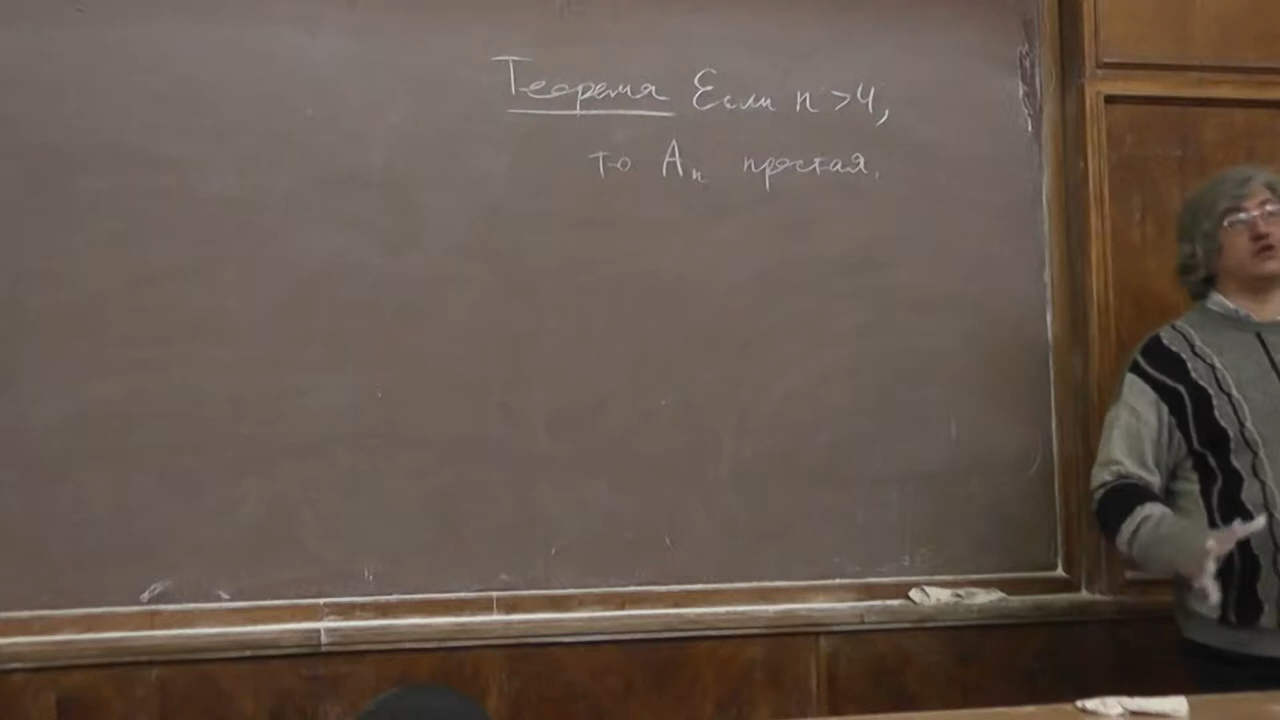 Теорема Если n > 4,
то Aₙ простая.